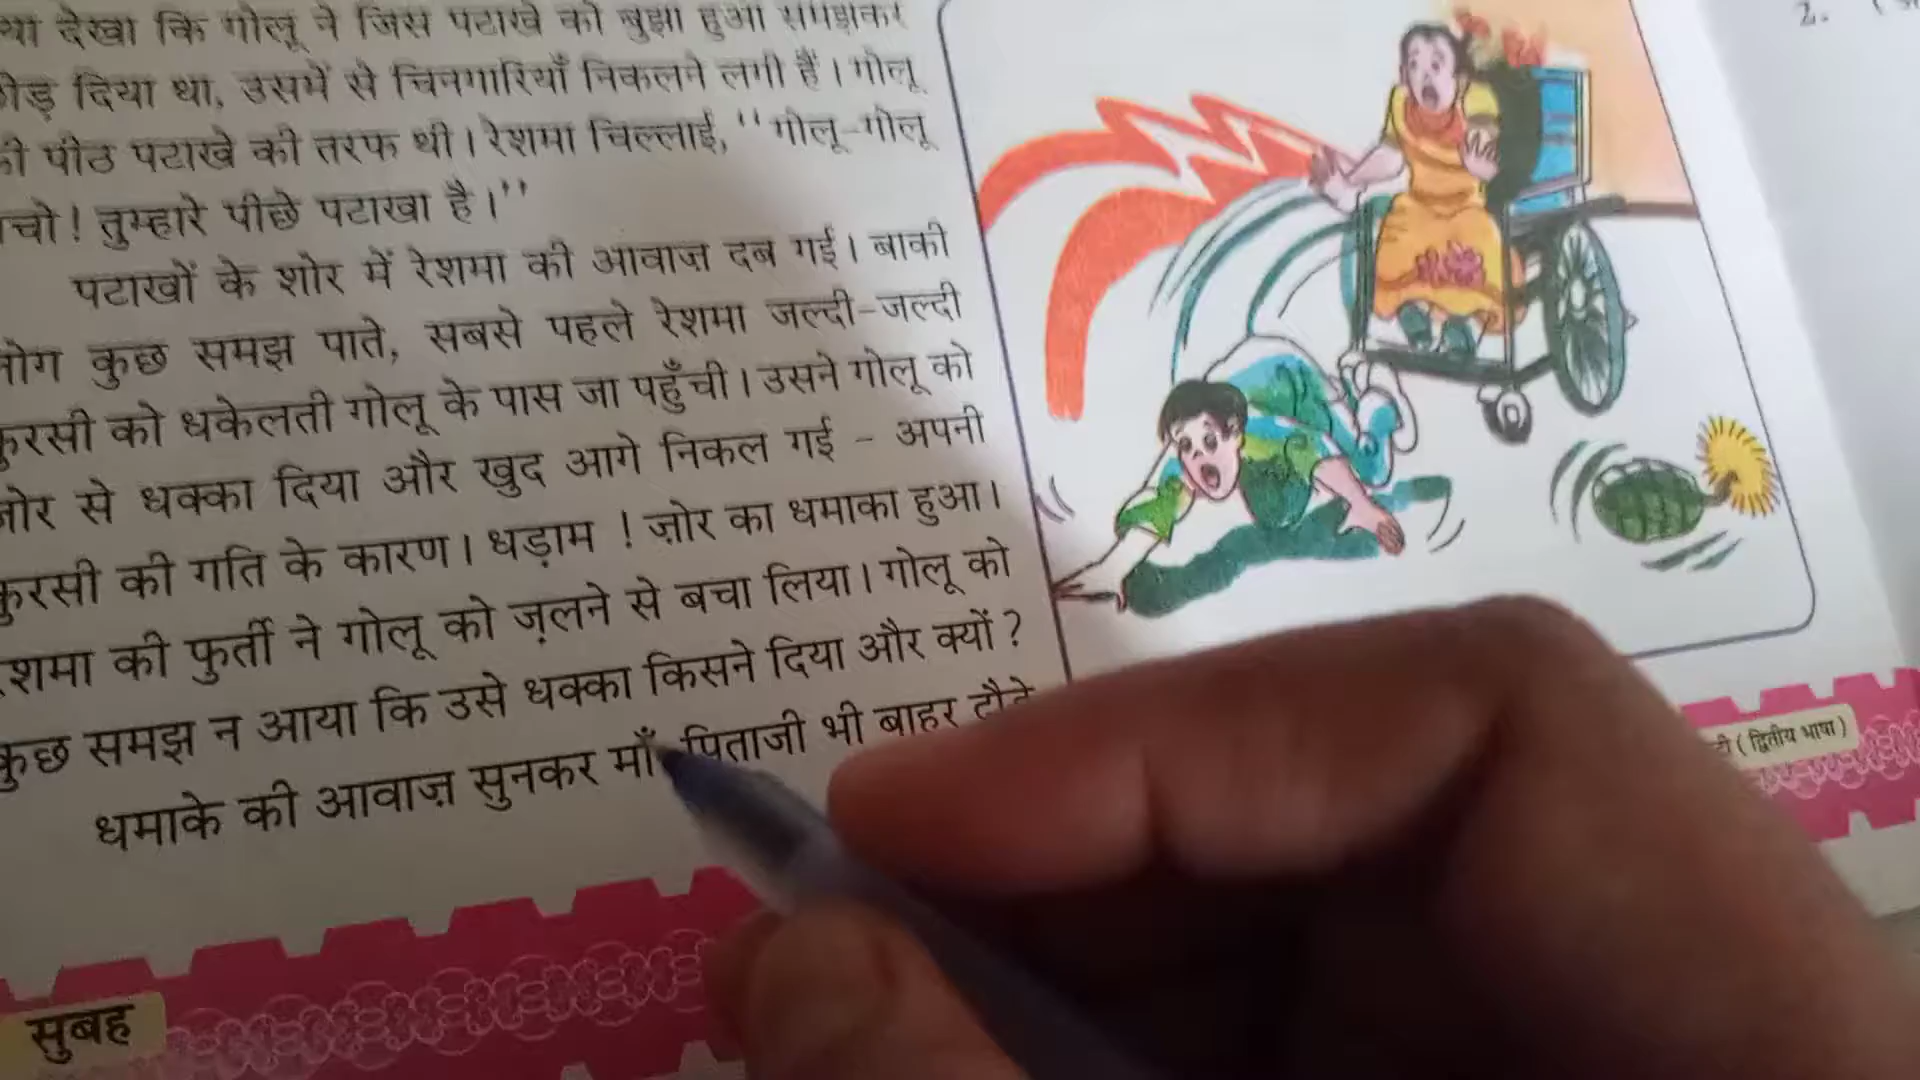 देखा कि गोलू ने जिस पटाखे को बुझा हुआ समझकर
दिया था, उसमें से चिनगारियाँ निकलने लगी हैं। गोलू
की पीठ पटाखे की तरफ थी। रेशमा चिल्लाई, "गोलू-गोलू
बचो! तुम्हारे पीछे पटाखा है।"
पटाखों के शोर में रेशमा की आवाज़ दब गई। बाकी
लोग कुछ समझ पाते, सबसे पहले रेशमा जल्दी-जल्दी
कुरसी को धकेलती गोलू के पास जा पहुँची। उसने गोलू को
ज़ोर से धक्का दिया और खुद आगे निकल गई - अपनी
कुरसी की गति के कारण। धड़ाम ! ज़ोर का धमाका हुआ।
रेशमा की फुर्ती ने गोलू को ज़लने से बचा लिया। गोलू को
कुछ समझ न आया कि उसे धक्का किसने दिया और क्यों?
धमाके की आवाज़ सुनकर माँ पिताजी भी बाहर दौड़े
सुबह
2.
(द्वितीय भाषा)